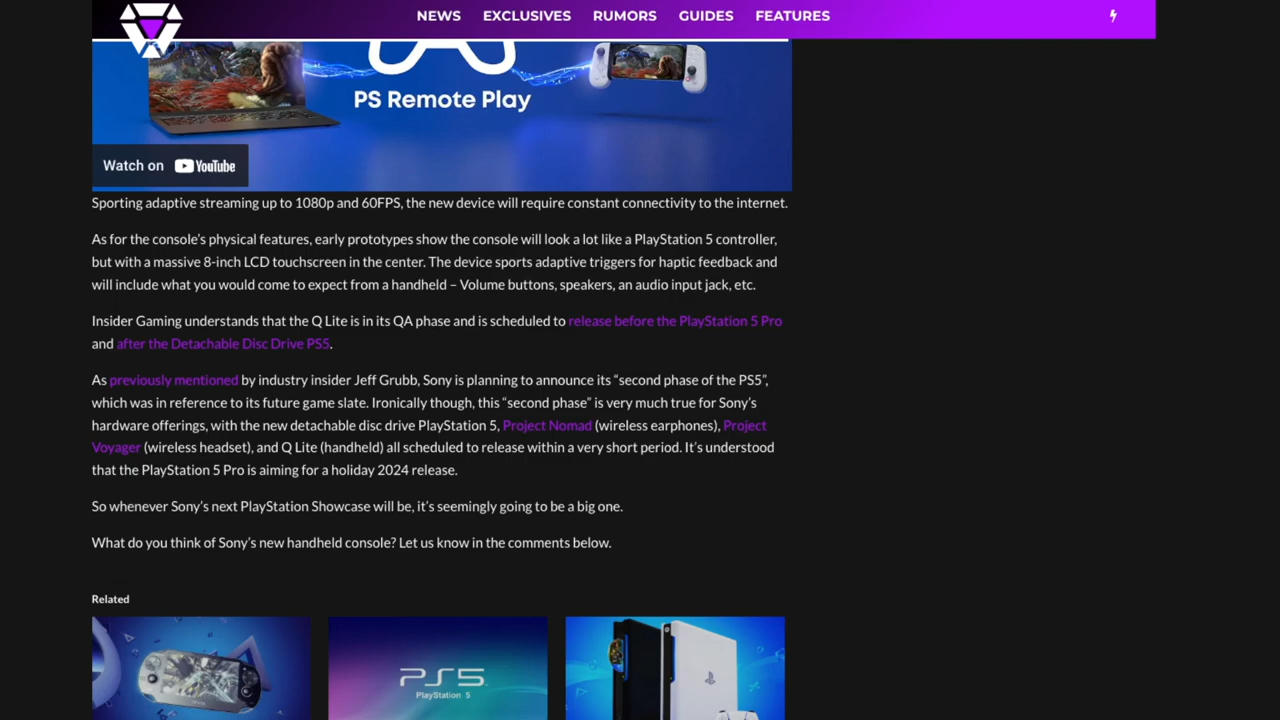 NEWS EXCLUSIVES RUMORS GUIDES FEATURES
PS Remote Play
Watch on YouTube
Sporting adaptive streaming up to 1080p and 60FPS, the new device will require constant connectivity to the internet.
As for the console's physical features, early prototypes show the console will look a lot like a PlayStation 5 controller,
but with a massive 8-inch LCD touchscreen in the center. The device sports adaptive triggers for haptic feedback and
will include what you would come to expect from a handheld – Volume buttons, speakers, an audio input jack, etc.
Insider Gaming understands that the Q Lite is in its QA phase and is scheduled to release before the PlayStation 5 Pro
and after the Detachable Disc Drive PS5.
As previously mentioned by industry insider Jeff Grubb, Sony is planning to announce its “second phase of the PS5”,
which was in reference to its future game slate. Ironically though, this “second phase” is very much true for Sony's
hardware offerings, with the new detachable disc drive PlayStation 5, Project Nomad (wireless earphones), Project
Voyager (wireless headset), and Q Lite (handheld) all scheduled to release within a very short period. It's understood
that the PlayStation 5 Pro is aiming for a holiday 2024 release.
So whenever Sony's next PlayStation Showcase will be, it's seemingly going to be a big one.
What do you think of Sony's new handheld console? Let us know in the comments below.
Related
PS5
PlayStation 5